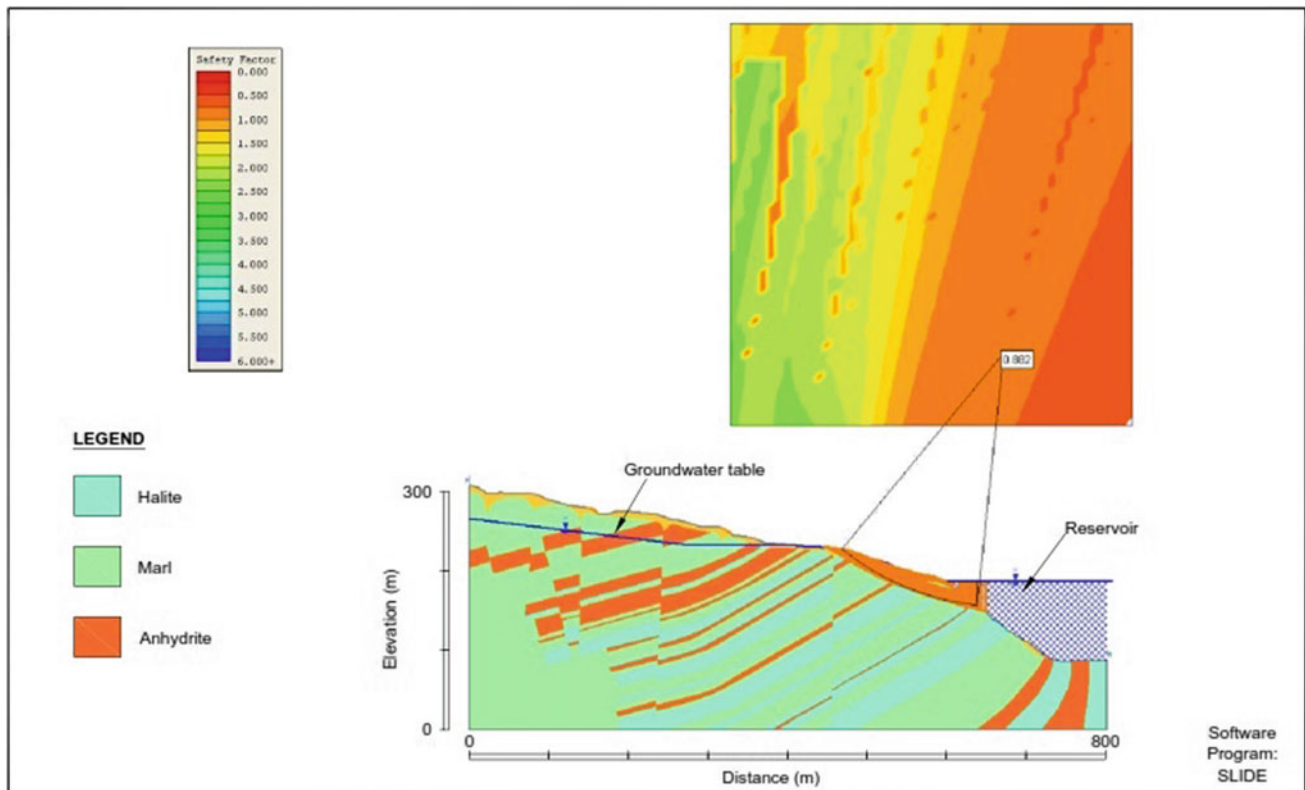 Safety Factor
0.000
0.500
1.000
1.500
2.000
2.500
3.000
3.500
4.000
4.500
5.000
5.500
6.000+
0.882
LEGEND
Halite
Marl
Anhydrite
Groundwater table
Reservoir
300
Elevation (m)
0
0
800
Distance (m)
Software
Program:
SLIDE